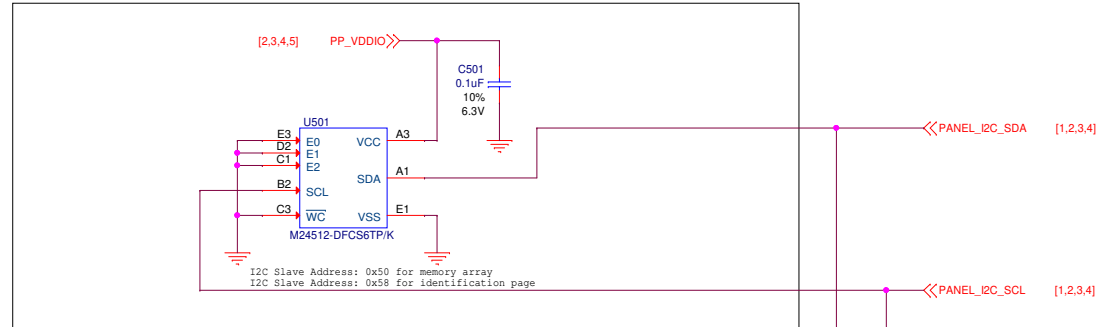 [2,3,4,5] PP_VDDIO
C501
0.1uF
10%
6.3V
U501
E3 E0 VCC A3
D2 E1
C1 E2
SDA A1
B2 SCL
C3 WC VSS E1
M24512-DFCS6TP/K
I2C Slave Address: 0x50 for memory array
I2C Slave Address: 0x58 for identification page
PANEL_I2C_SDA [1,2,3,4]
PANEL_I2C_SCL [1,2,3,4]